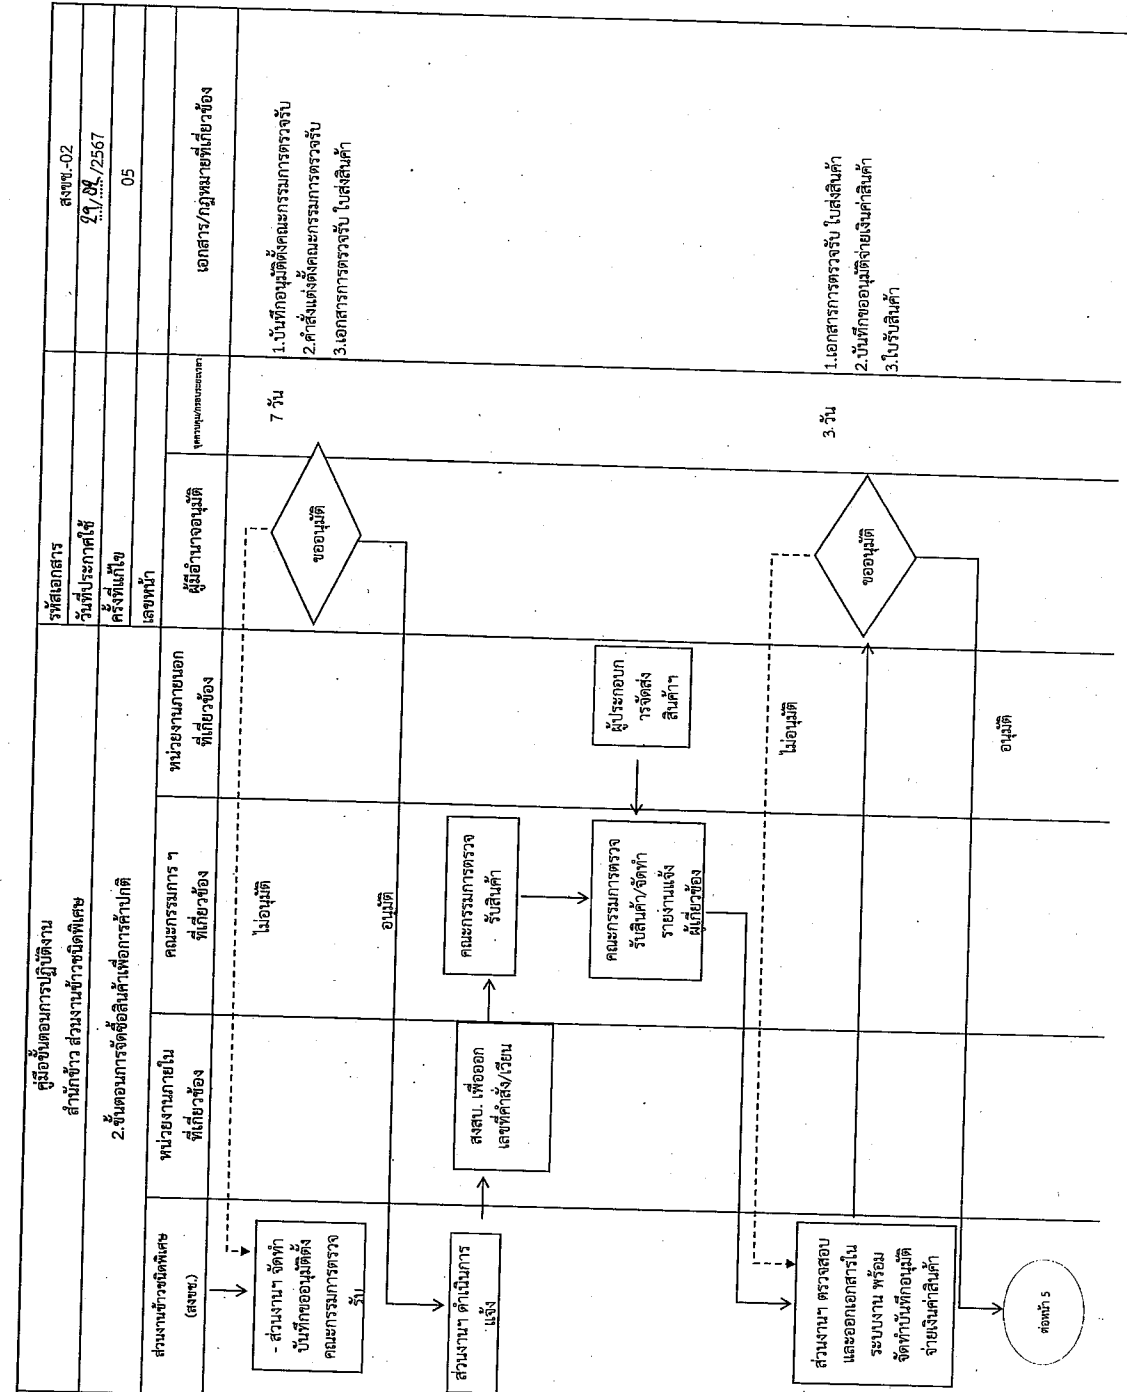 คู่มือขั้นตอนการปฏิบัติงาน
สำนักข้าว ส่วนงานข้าวชนิดพิเศษ
2.ขั้นตอนการจัดซื้อสินค้าเพื่อการค้าปกติ
รหัสเอกสาร
สงขช.-02
วันที่ประกาศใช้
29/02/2567
ครั้งที่แก้ไข
05
เลขหน้า
ส่วนงานข้าวชนิดพิเศษ
(สงขช.)
หน่วยงานภายใน
ที่เกี่ยวข้อง
คณะกรรมการ ฯ
ที่เกี่ยวข้อง
หน่วยงานภายนอก
ที่เกี่ยวข้อง
ผู้มีอำนาจอนุมัติ
จุดควบคุม/กรอบระยะเวลา
เอกสาร/กฎหมายที่เกี่ยวข้อง
- ส่วนงานฯ จัดทำ
บันทึกขออนุมัติตั้ง
คณะกรรมการตรวจ
รับ
ไม่อนุมัติ
ขออนุมัติ
7 วัน
1.บันทึกอนุมัติตั้งคณะกรรมการตรวจรับ
2.คำสั่งแต่งตั้งคณะกรรมการตรวจรับ
3.เอกสารการตรวจรับ ใบส่งสินค้า
อนุมัติ
ส่วนงานฯ ดำเนินการ
แจ้ง
สงสบ. เพื่อออก
เลขที่คำสั่ง/เวียน
คณะกรรมการตรวจ
รับสินค้า
คณะกรรมการตรวจ
รับสินค้า/จัดทำ
รายงานแจ้ง
ผู้เกี่ยวข้อง
ผู้ประกอบก
ารจัดส่ง
สินค้าฯ
ไม่อนุมัติ
ส่วนงานฯ ตรวจสอบ
และออกเอกสารใน
ระบบงาน พร้อม
จัดทำบันทึกอนุมัติ
จ่ายเงินค่าสินค้า
ขออนุมัติ
3.วัน
1.เอกสารการตรวจรับ ใบส่งสินค้า
2.บันทึกขออนุมัติจ่ายเงินค่าสินค้า
3.ใบรับสินค้า
อนุมัติ
ต่อหน้า 5